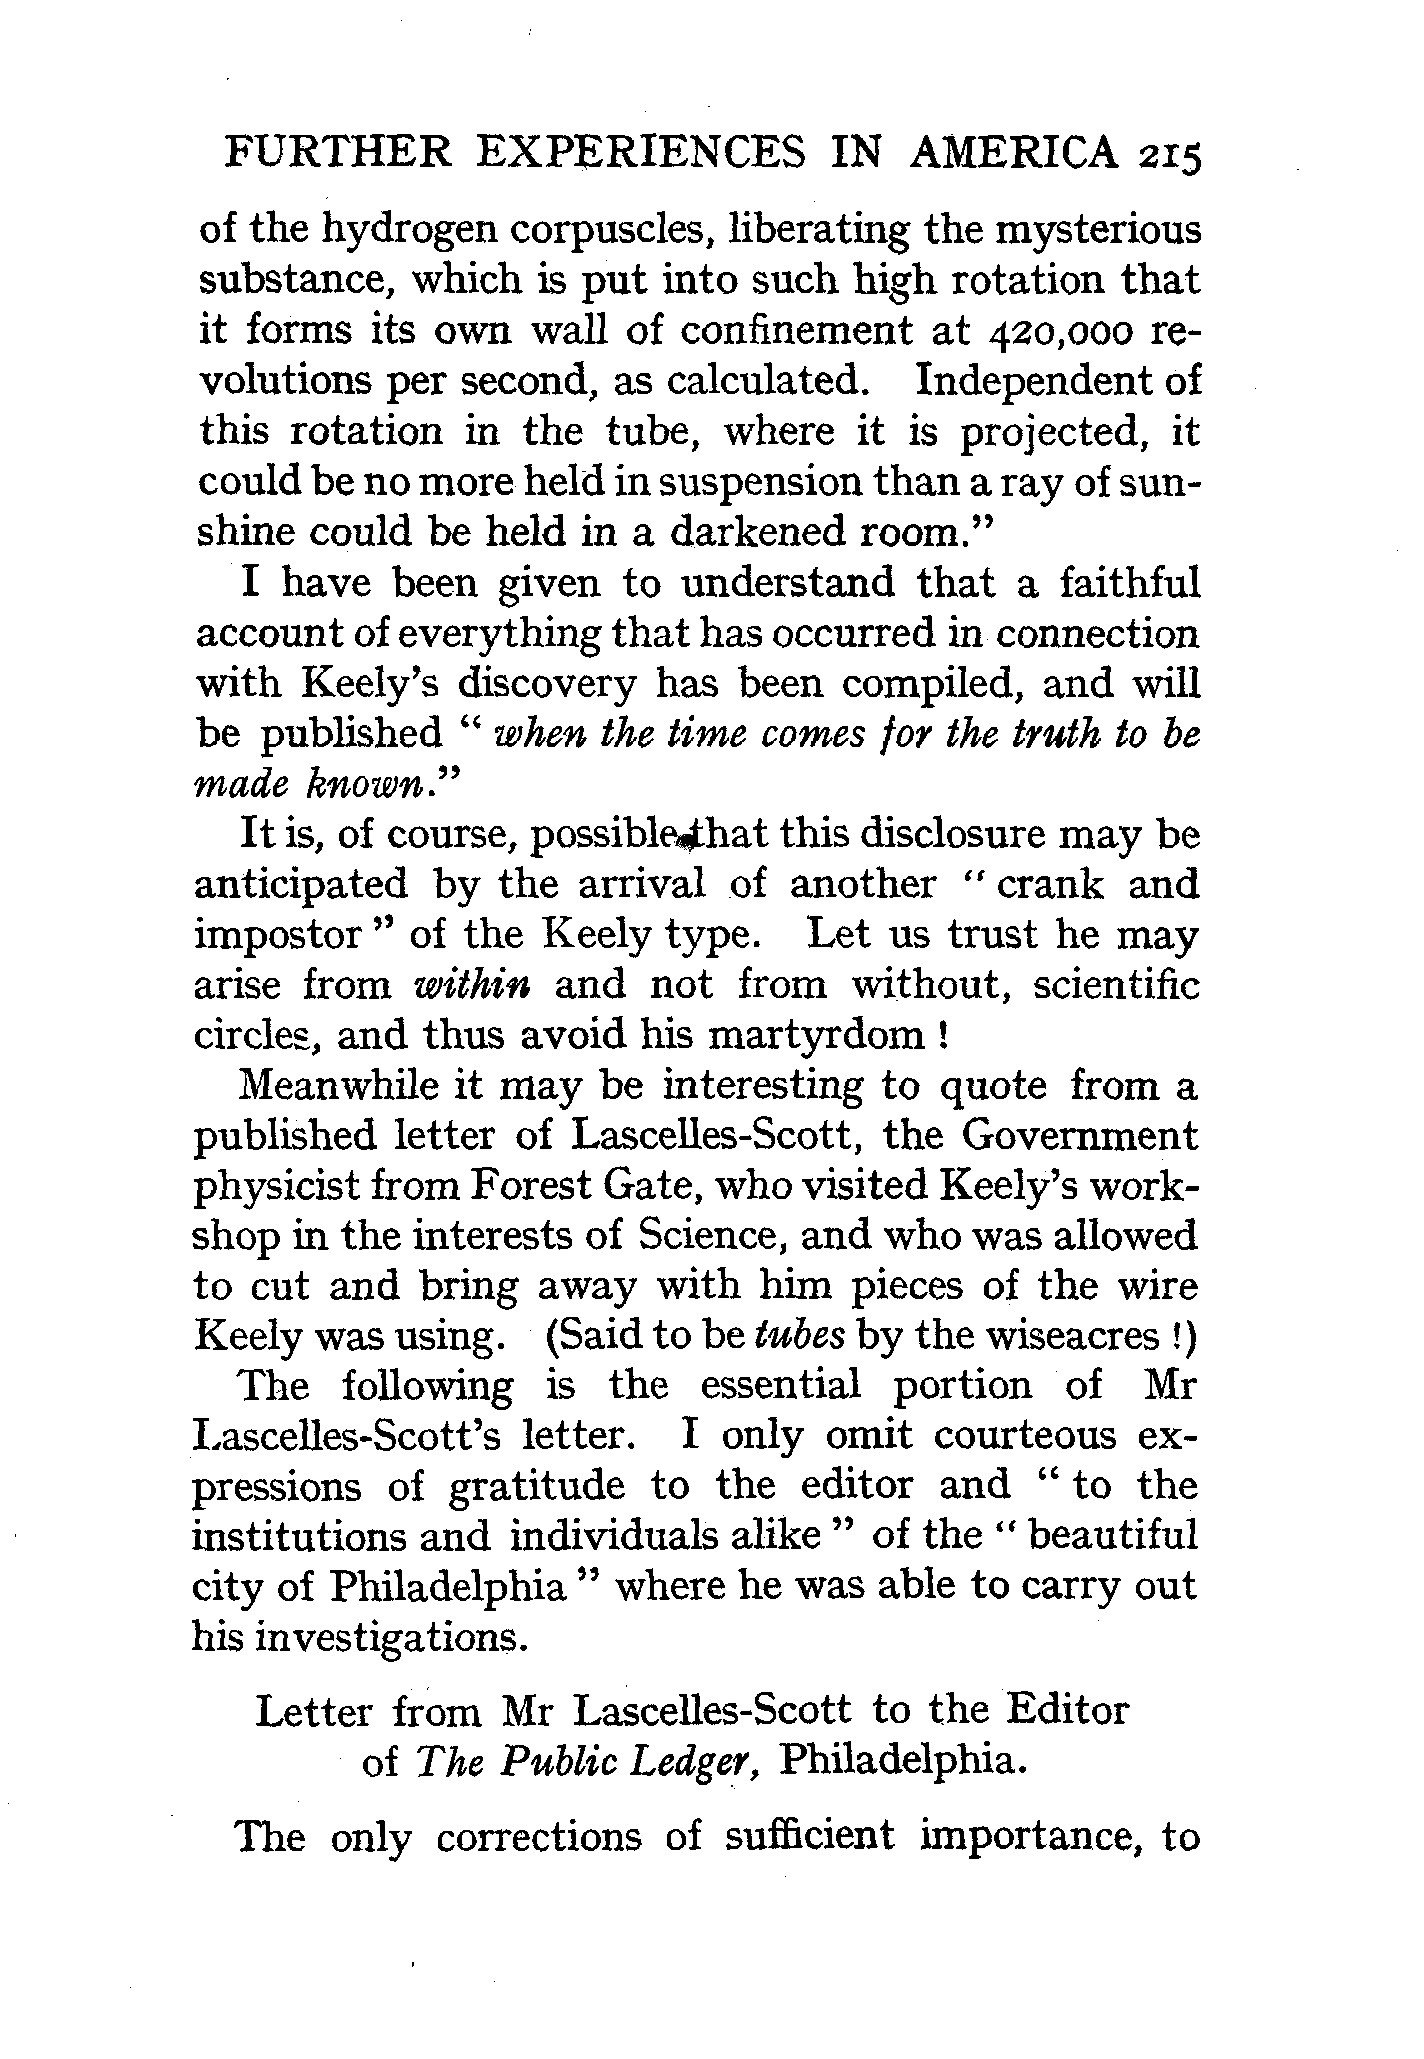 FURTHER EXPERIENCES IN AMERICA 215
of the hydrogen corpuscles, liberating the mysterious
substance, which is put into such high rotation that
it forms its own wall of confinement at 420,000 re-
volutions per second, as calculated. Independent of
this rotation in the tube, where it is projected, it
could be no more held in suspension than a ray of sun-
shine could be held in a darkened room."
I have been given to understand that a faithful
account of everything that has occurred in connection
with Keely's discovery has been compiled, and will
be published " when the time comes for the truth to be
made known."
It is, of course, possible that this disclosure may be
anticipated by the arrival of another " crank and
impostor " of the Keely type. Let us trust he may
arise from within and not from without, scientific
circles, and thus avoid his martyrdom !
Meanwhile it may be interesting to quote from a
published letter of Lascelles-Scott, the Government
physicist from Forest Gate, who visited Keely's work-
shop in the interests of Science, and who was allowed
to cut and bring away with him pieces of the wire
Keely was using. (Said to be tubes by the wiseacres !)
The following is the essential portion of Mr
Lascelles-Scott's letter. I only omit courteous ex-
pressions of gratitude to the editor and " to the
institutions and individuals alike " of the " beautiful
city of Philadelphia " where he was able to carry out
his investigations.
Letter from Mr Lascelles-Scott to the Editor
of The Public Ledger, Philadelphia.
The only corrections of sufficient importance, to